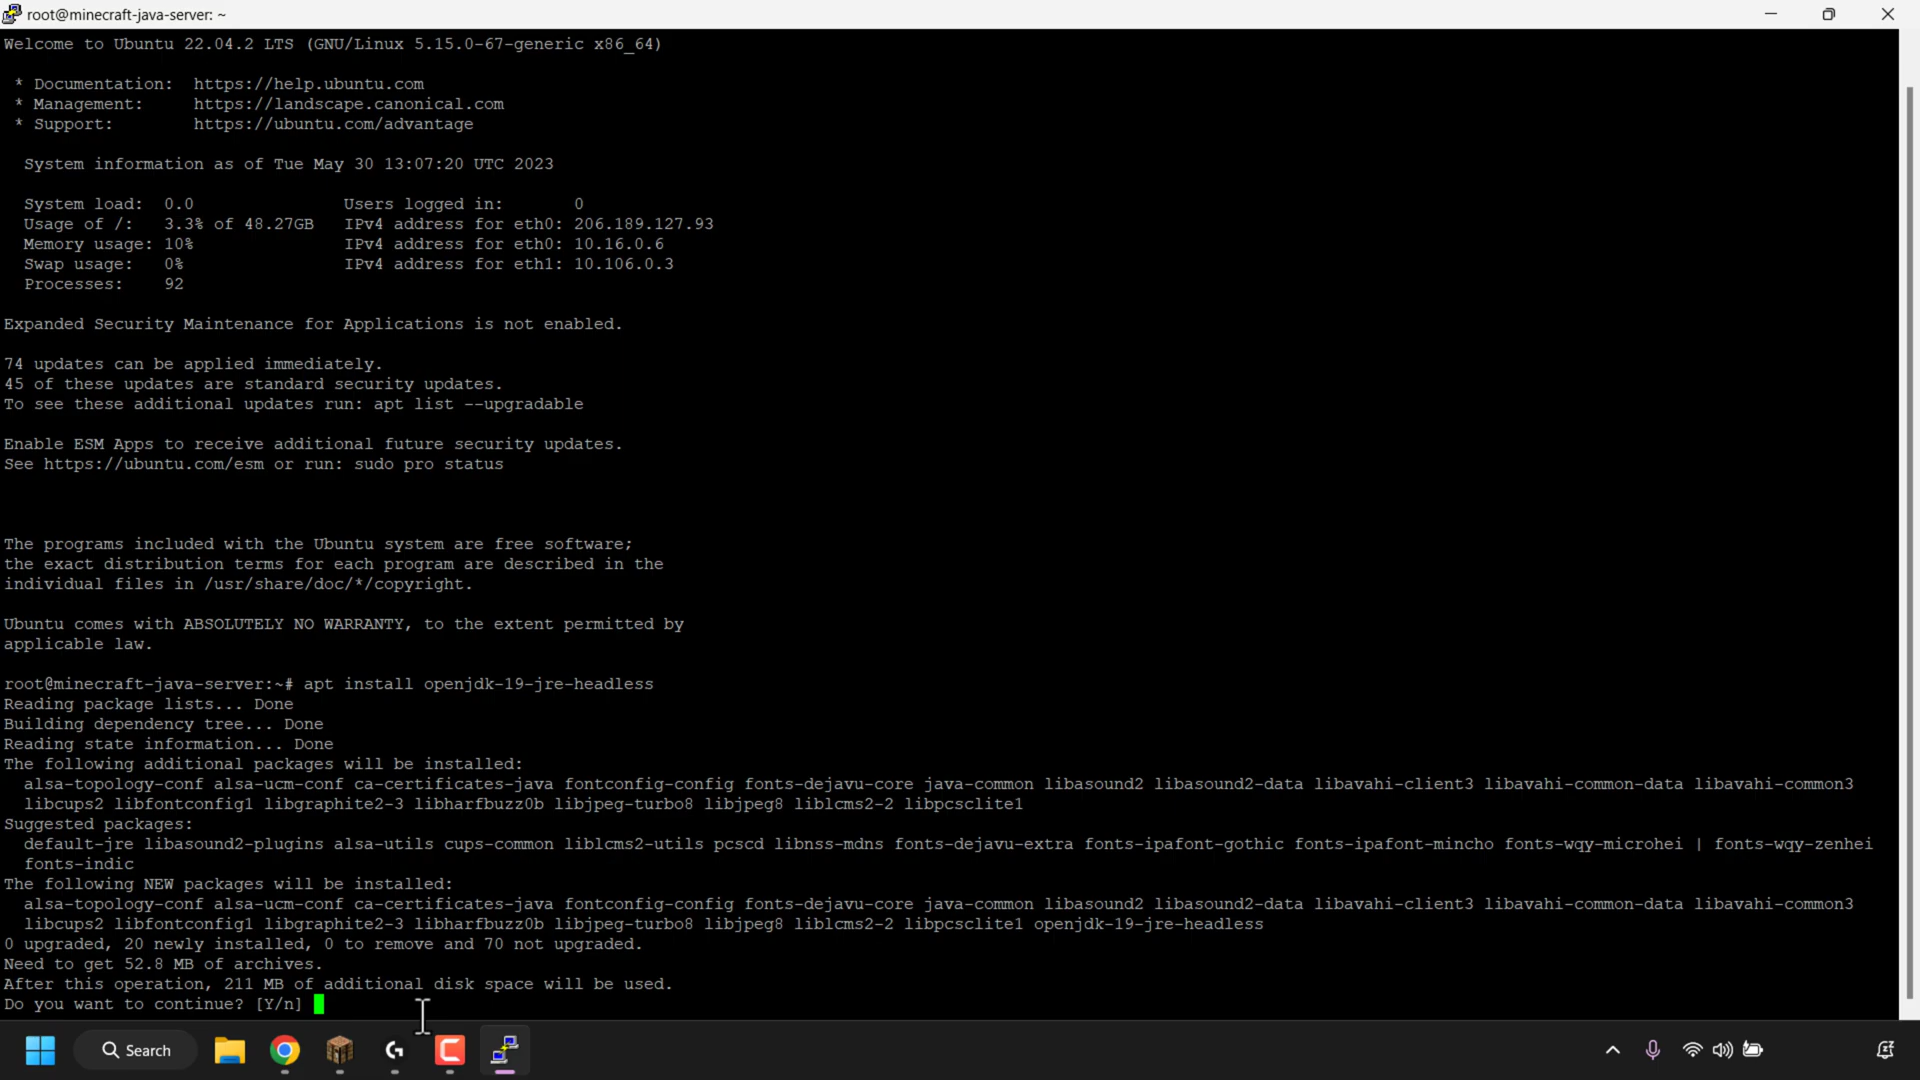 root@minecraft-java-server: ~
Welcome to Ubuntu 22.04.2 LTS (GNU/Linux 5.15.0-67-generic x86_64)
* Documentation:  https://help.ubuntu.com
* Management:     https://landscape.canonical.com
* Support:        https://ubuntu.com/advantage
System information as of Tue May 30 13:07:20 UTC 2023
System load:  0.0               Users logged in:       0
Usage of /:   3.3% of 48.27GB   IPv4 address for eth0: 206.189.127.93
Memory usage: 10%               IPv4 address for eth0: 10.16.0.6
Swap usage:   0%                IPv4 address for eth1: 10.106.0.3
Processes:    92
Expanded Security Maintenance for Applications is not enabled.
74 updates can be applied immediately.
45 of these updates are standard security updates.
To see these additional updates run: apt list --upgradable
Enable ESM Apps to receive additional future security updates.
See https://ubuntu.com/esm or run: sudo pro status
The programs included with the Ubuntu system are free software;
the exact distribution terms for each program are described in the
individual files in /usr/share/doc/*/copyright.
Ubuntu comes with ABSOLUTELY NO WARRANTY, to the extent permitted by
applicable law.
root@minecraft-java-server:~# apt install openjdk-19-jre-headless
Reading package lists... Done
Building dependency tree... Done
Reading state information... Done
The following additional packages will be installed:
alsa-topology-conf alsa-ucm-conf ca-certificates-java fontconfig-config fonts-dejavu-core java-common libasound2 libasound2-data libavahi-client3 libavahi-common-data libavahi-common3
libcups2 libfontconfig1 libgraphite2-3 libharfbuzz0b libjpeg-turbo8 libjpeg8 liblcms2-2 libpcsclite1
Suggested packages:
default-jre libasound2-plugins alsa-utils cups-common liblcms2-utils pcscd libnss-mdns fonts-dejavu-extra fonts-ipafont-gothic fonts-ipafont-mincho fonts-wqy-microhei | fonts-wqy-zenhei
fonts-indic
The following NEW packages will be installed:
alsa-topology-conf alsa-ucm-conf ca-certificates-java fontconfig-config fonts-dejavu-core java-common libasound2 libasound2-data libavahi-client3 libavahi-common-data libavahi-common3
libcups2 libfontconfig1 libgraphite2-3 libharfbuzz0b libjpeg-turbo8 libjpeg8 liblcms2-2 libpcsclite1 openjdk-19-jre-headless
0 upgraded, 20 newly installed, 0 to remove and 70 not upgraded.
Need to get 52.8 MB of archives.
After this operation, 211 MB of additional disk space will be used.
Do you want to continue? [Y/n]
Search